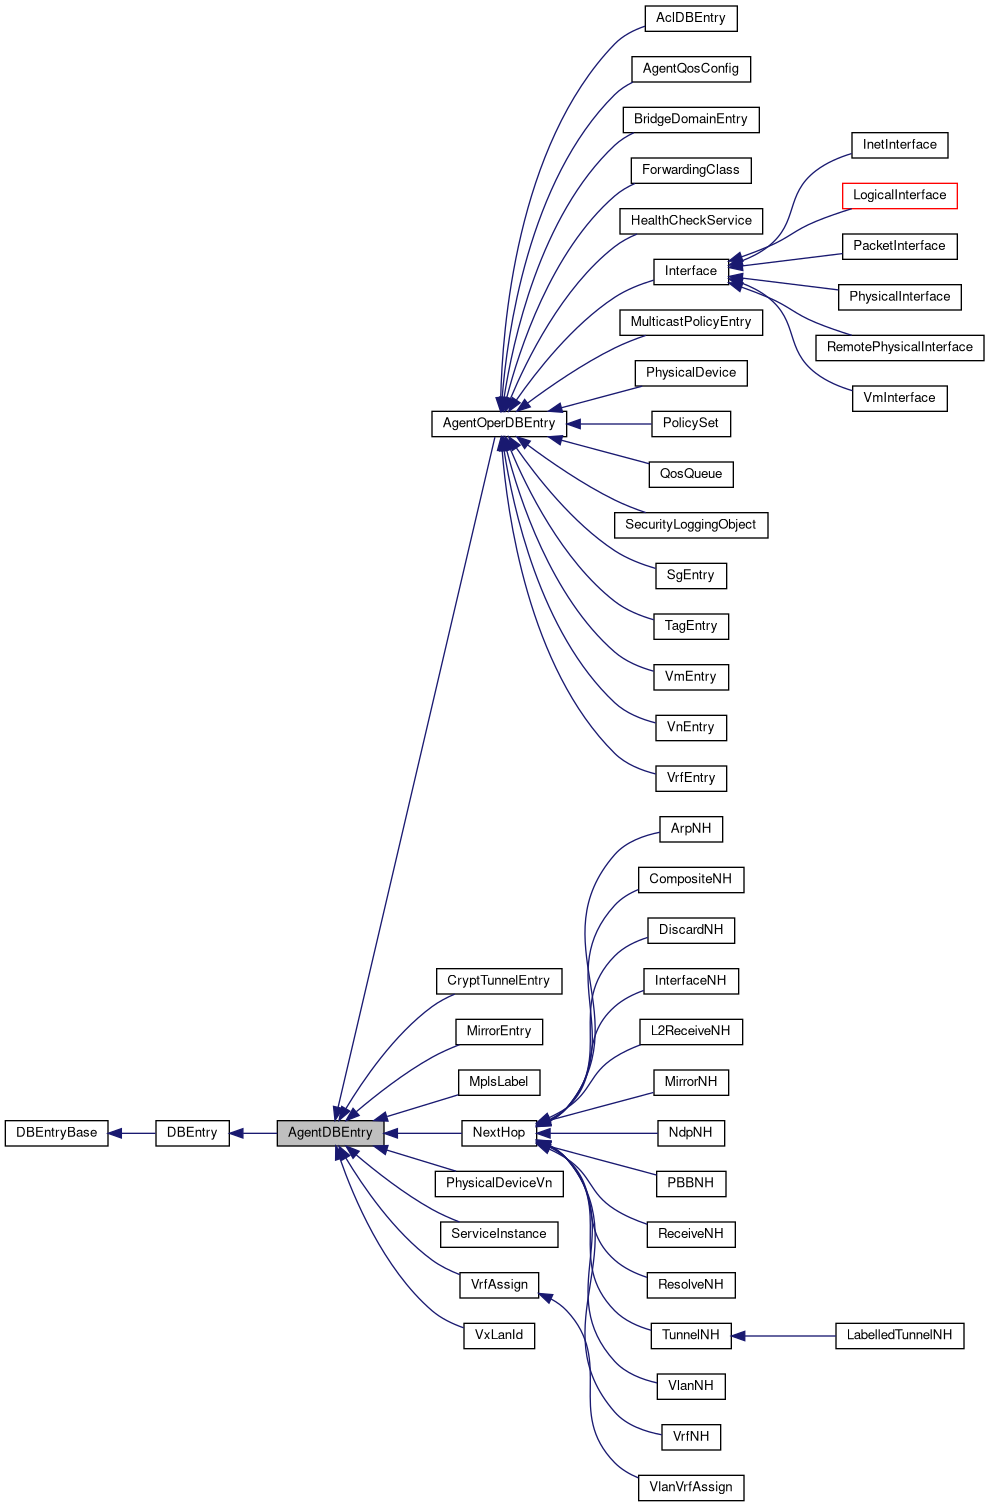 AclDBEntry
AgentQosConfig
BridgeDomainEntry
ForwardingClass
HealthCheckService
Interface
InetInterface
LogicalInterface
PacketInterface
PhysicalInterface
RemotePhysicalInterface
VmInterface
MulticastPolicyEntry
PhysicalDevice
AgentOperDBEntry
PolicySet
QosQueue
SecurityLoggingObject
SgEntry
TagEntry
VmEntry
VnEntry
VrfEntry
ArpNH
CompositeNH
DiscardNH
CryptTunnelEntry
InterfaceNH
MirrorEntry
L2ReceiveNH
MplsLabel
MirrorNH
DBEntryBase
DBEntry
AgentDBEntry
NextHop
NdpNH
PhysicalDeviceVn
PBBNH
ServiceInstance
ReceiveNH
VrfAssign
ResolveNH
VxLanId
TunnelNH
LabelledTunnelNH
VlanNH
VrfNH
VlanVrfAssign